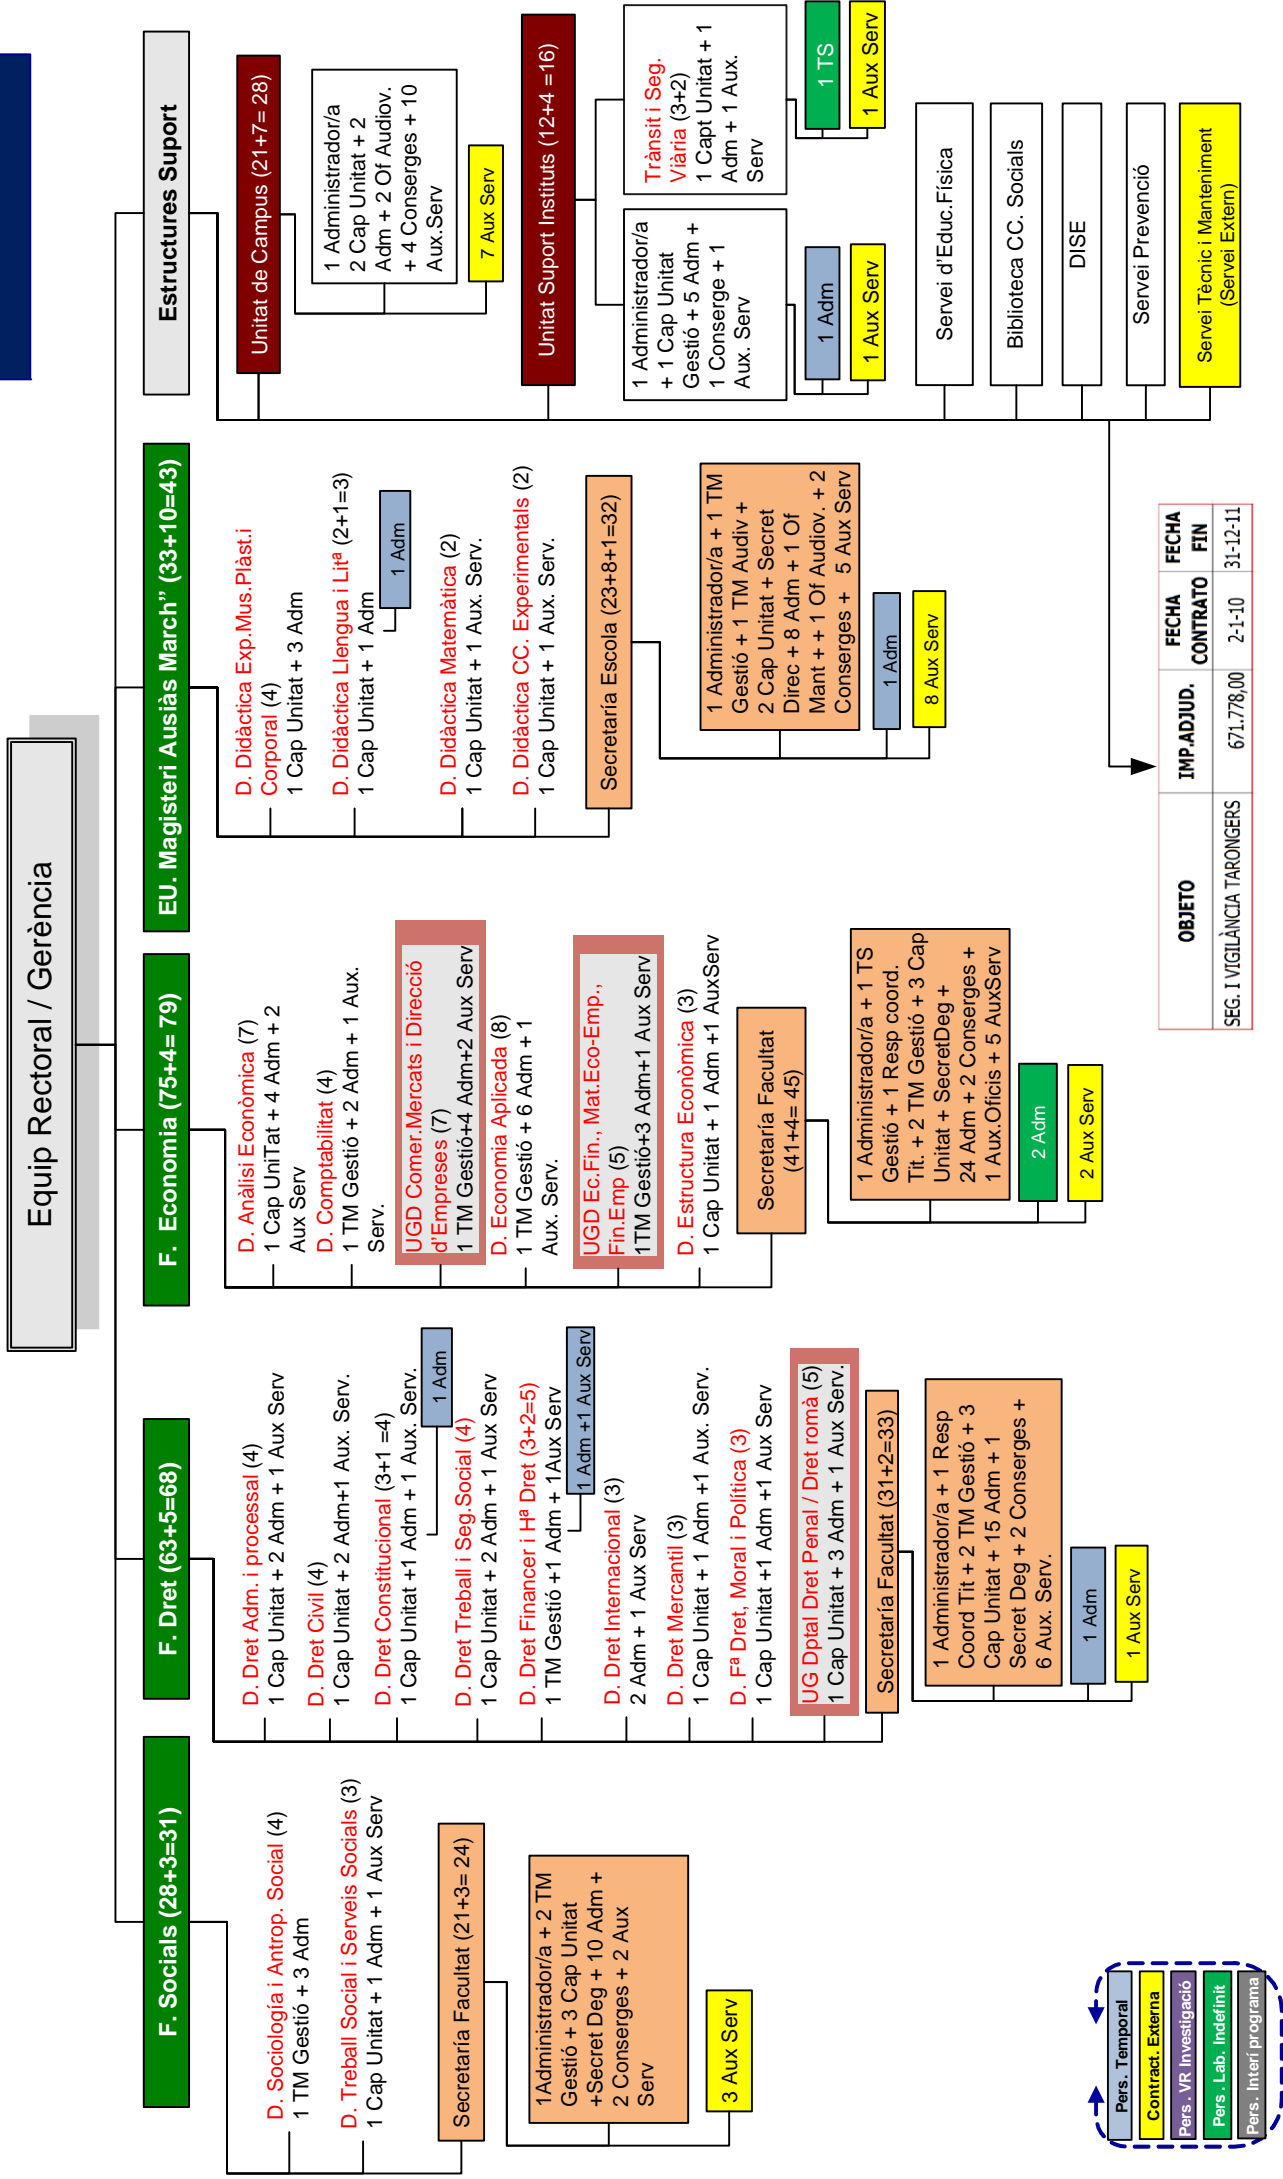 Equip Rectoral / Gerència
F. Socials (28+3=31)
D. Sociología i Antrop. Social (4)
1 TM Gestió + 3 Adm
D. Treball Social i Serveis Socials (3)
1 Cap Unitat + 1 Adm + 1 Aux Serv
Secretaría Facultat (21+3= 24)
1Administrador/a + 2 TM
Gestió + 3 Cap Unitat
+Secret Deg + 10 Adm +
2 Conserges + 2 Aux
Serv
3 Aux Serv
F. Dret (63+5=68)
D. Dret Adm. i processal (4)
1 Cap Unitat + 2 Adm + 1 Aux Serv
D. Dret Civil (4)
1 Cap Unitat + 2 Adm+1 Aux. Serv.
D. Dret Constitucional (3+1 =4)
1 Cap Unitat +1 Adm + 1 Aux. Serv.
1 Adm
D. Dret Treball i Seg.Social (4)
1 Cap Unitat + 2 Adm + 1 Aux Serv
D. Dret Financer i Hª Dret (3+2=5)
1 TM Gestió +1 Adm + 1Aux Serv
1 Adm +1 Aux Serv
D. Dret Internacional (3)
2 Adm + 1 Aux Serv
D. Dret Mercantil (3)
1 Cap Unitat + 1 Adm +1 Aux. Serv.
D. Fª Dret, Moral i Política (3)
1 Cap Unitat +1 Adm +1 Aux Serv
UG Dptal Dret Penal / Dret romà (5)
1 Cap Unitat + 3 Adm + 1 Aux Serv.
Secretaría Facultat (31+2=33)
1 Administrador/a + 1 Resp
Coord Tit + 2 TM Gestió + 3
Cap Unitat + 15 Adm + 1
Secret Deg + 2 Conserges +
6 Aux. Serv.
1 Adm
1 Aux Serv
F. Economia (75+4= 79)
D. Anàlisi Econòmica (7)
1 Cap UniTat + 4 Adm + 2
Aux Serv
D. Comptabilitat (4)
1 TM Gestió + 2 Adm + 1 Aux.
Serv.
UGD Comer.Mercats i Direcció
d'Empreses (7)
1 TM Gestió+4 Adm+2 Aux Serv
D. Economia Aplicada (8)
1 TM Gestió + 6 Adm + 1
Aux. Serv.
UGD Ec.Fin., Mat.Eco-Emp.,
Fin.Emp (5)
1TM Gestió+3 Adm+1 Aux Serv
D. Estructura Econòmica (3)
1 Cap Unitat + 1 Adm +1 AuxServ
Secretaría Facultat
(41+4= 45)
1 Administrador/a + 1 TS
Gestió + 1 Resp coord.
Tit. + 2 TM Gestió + 3 Cap
Unitat + SecretDeg +
24 Adm + 2 Conserges +
1 Aux.Oficis + 5 AuxServ
2 Adm
2 Aux Serv
EU. Magisteri Ausiàs March” (33+10=43)
D. Didàctica Exp.Mus.Plàst.i
Corporal (4)
1 Cap Unitat + 3 Adm
D. Didàctica Llengua i Litª (2+1=3)
1 Cap Unitat + 1 Adm
1 Adm
D. Didàctica Matemàtica (2)
1 Cap Unitat + 1 Aux. Serv.
D. Didàctica CC. Experimentals (2)
1 Cap Unitat + 1 Aux. Serv.
Secretaría Escola (23+8+1=32)
1 Administrador/a + 1 TM
Gestió + 1 TM Audiv +
2 Cap Unitat + Secret
Direc + 8 Adm + 1 Of
Mant + + 1 Of Audiov. + 2
Conserges + 5 Aux Serv
1 Adm
8 Aux Serv
Estructures Suport
Unitat de Campus (21+7= 28)
1 Administrador/a
2 Cap Unitat + 2
Adm + 2 Of Audiov.
+ 4 Conserges + 10
Aux.Serv
7 Aux Serv
Unitat Suport Instituts (12+4 =16)
1 Administrador/a
+ 1 Cap Unitat
Gestió + 5 Adm +
1 Conserge + 1
Aux. Serv
1 Adm
1 Aux Serv
Trànsit i Seg.
Viària (3+2)
1 Capt Unitat + 1
Adm + 1 Aux.
Serv
1 TS
1 Aux Serv
Servei d'Educ.Física
Biblioteca CC. Socials
DISE
Servei Prevenció
Servei Tècnic i Manteniment
(Servei Extern)
OBJETO IMP.ADJUD. FECHA CONTRATO FECHA FIN
SEG. I VIGILÀNCIA TARONGERS 671.778,00 2-1-10 31-12-11
Pers. Temporal
Contract. Externa
Pers . VR Investigació
Pers . Lab. Indefinit
Pers. Interí programa